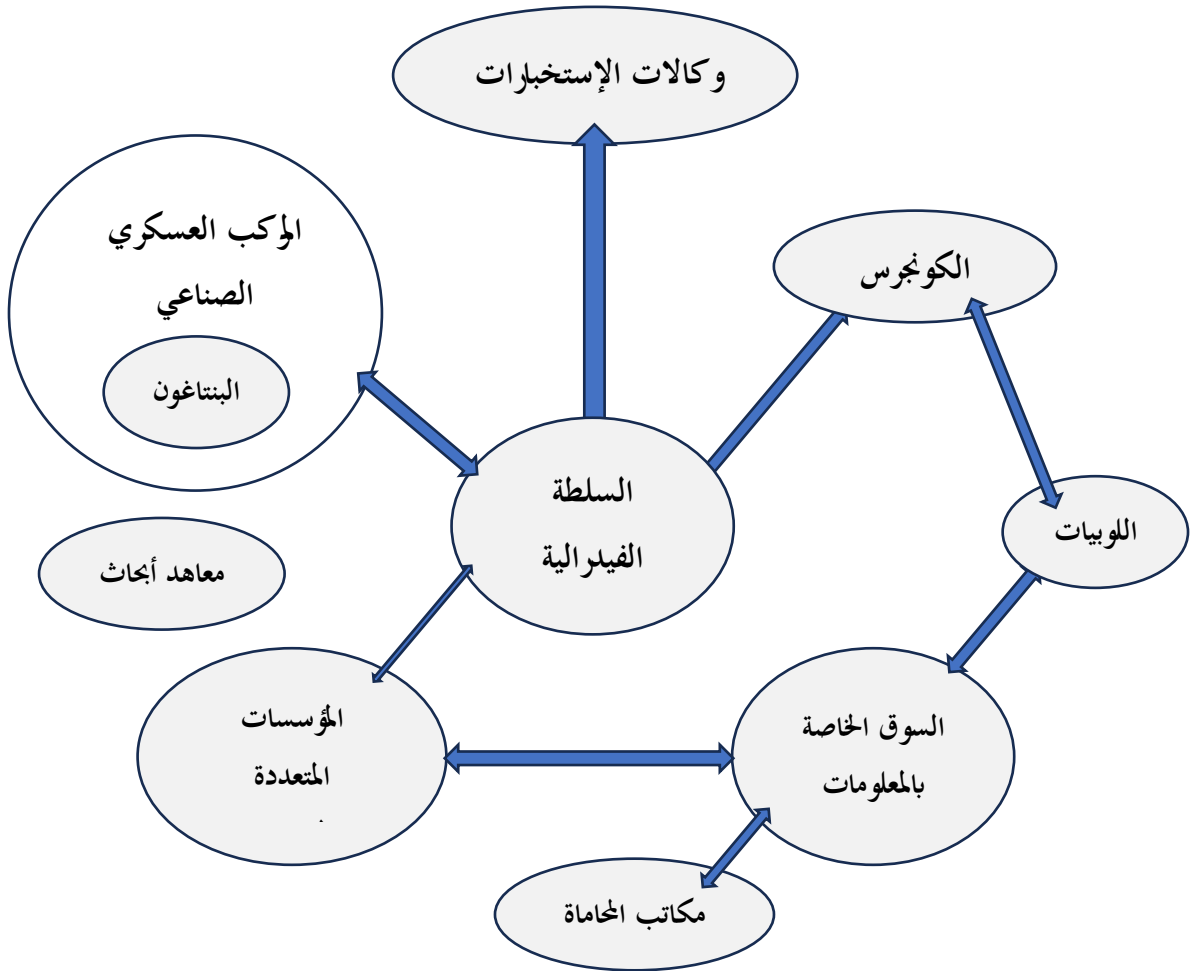 وكالات الإستخبارات
المركب العسكري
الصناعي
البنتاغون
الكونجرس
السلطة
الفيدرالية
اللوبيات
معاهد أبحاث
المؤسسات
المتعددة
السوق الخاصة
بالمعلومات
مكاتب المحاماة